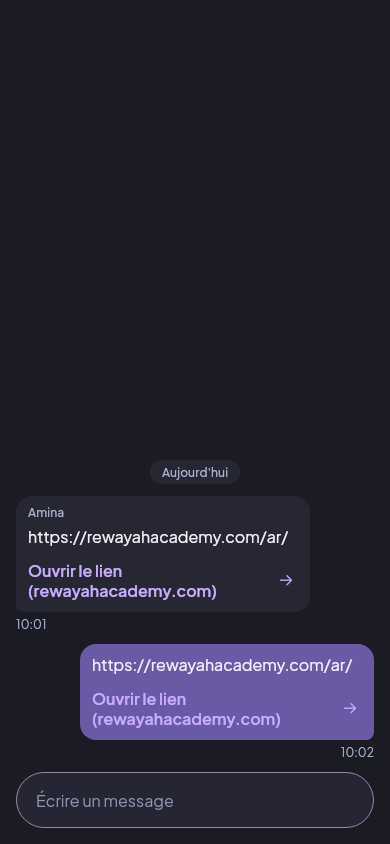 Aujourd'hui
Amina
https://rewayahacademy.com/ar/
Ouvrir le lien
(rewayahacademy.com)
10:01
https://rewayahacademy.com/ar/
Ouvrir le lien
(rewayahacademy.com)
10:02
Écrire un message